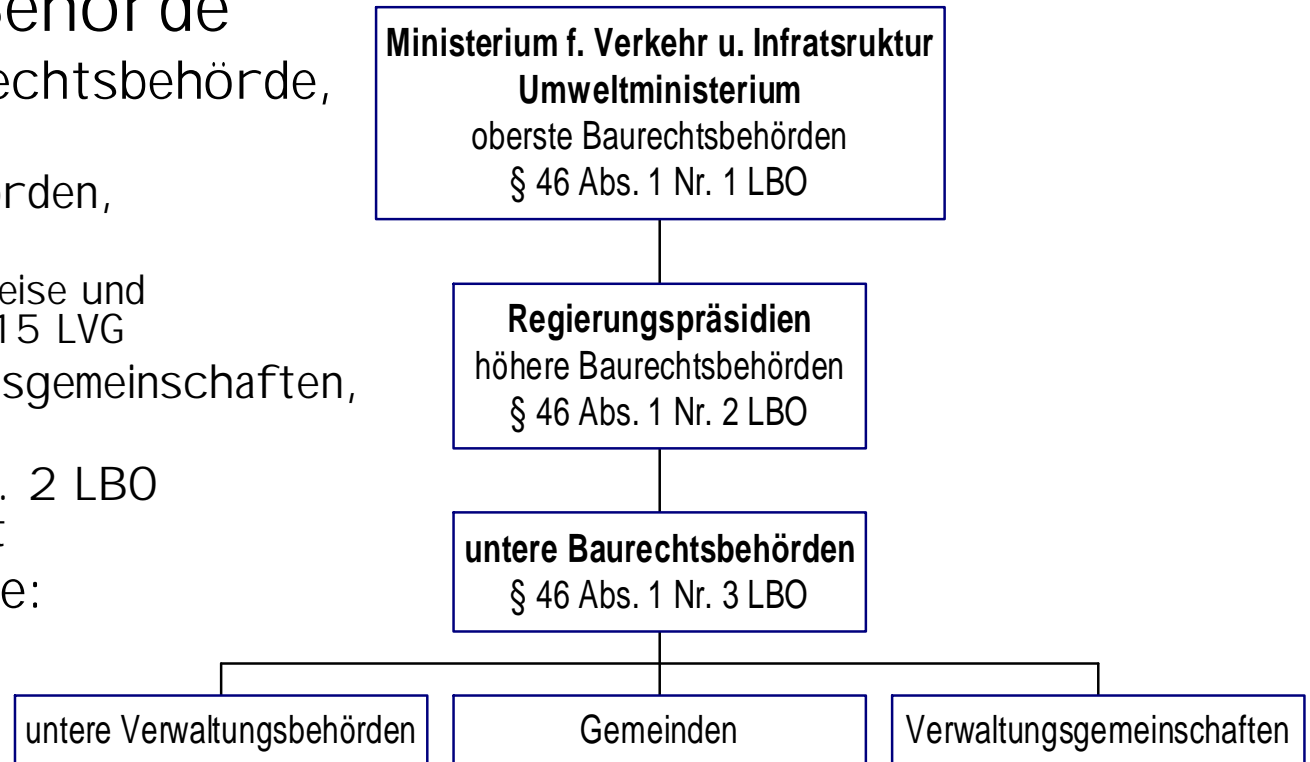 Behörde
echtsbehörde,
örden,
eise und
15 LVG
sgemeinschaften,
. 2 LBO
t
e:
Ministerium f. Verkehr u. Infratsruktur
Umweltministerium
oberste Baurechtsbehörden
§ 46 Abs. 1 Nr. 1 LBO
Regierungspräsidien
höhere Baurechtsbehörden
§ 46 Abs. 1 Nr. 2 LBO
untere Baurechtsbehörden
§ 46 Abs. 1 Nr. 3 LBO
untere Verwaltungsbehörden
Gemeinden
Verwaltungsgemeinschaften